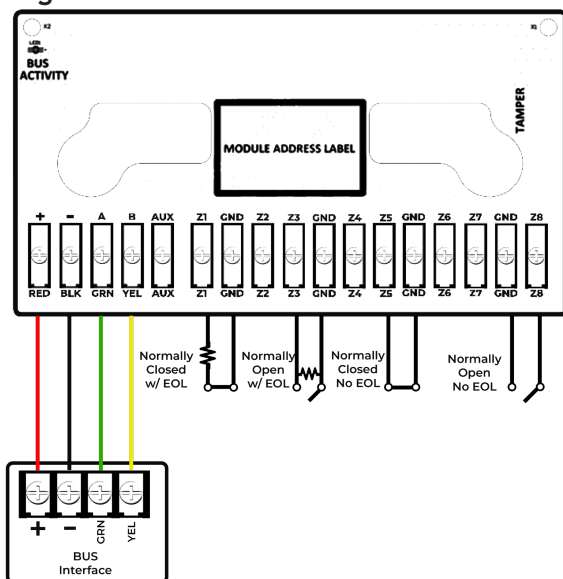 X2
X1
LED1
BUS
ACTIVITY
TAMPER
MODULE ADDRESS LABEL
+ - A B AUX Z1 GND Z2 Z3 GND Z4 Z5 GND Z6 Z7 GND Z8
RED BLK GRN YEL AUX Z1 GND Z2 Z3 GND Z4 Z5 GND Z6 Z7 GND Z8
Normally
Closed
w/ EOL
Normally
Open
w/ EOL
Normally
Closed
No EOL
Normally
Open
No EOL
+ - GRN YEL
BUS
Interface